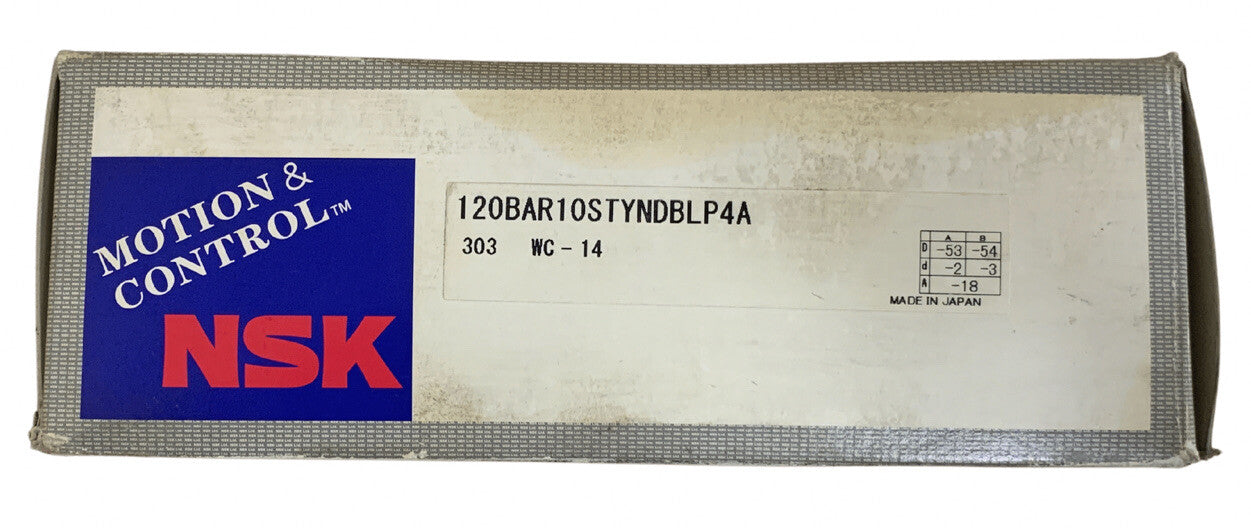 MOTION &
CONTROL™
NSK
120BAR10STYNDBLP4A
303 WC-14
A B
D -53 -54
d -2 -3
A -18
MADE IN JAPAN